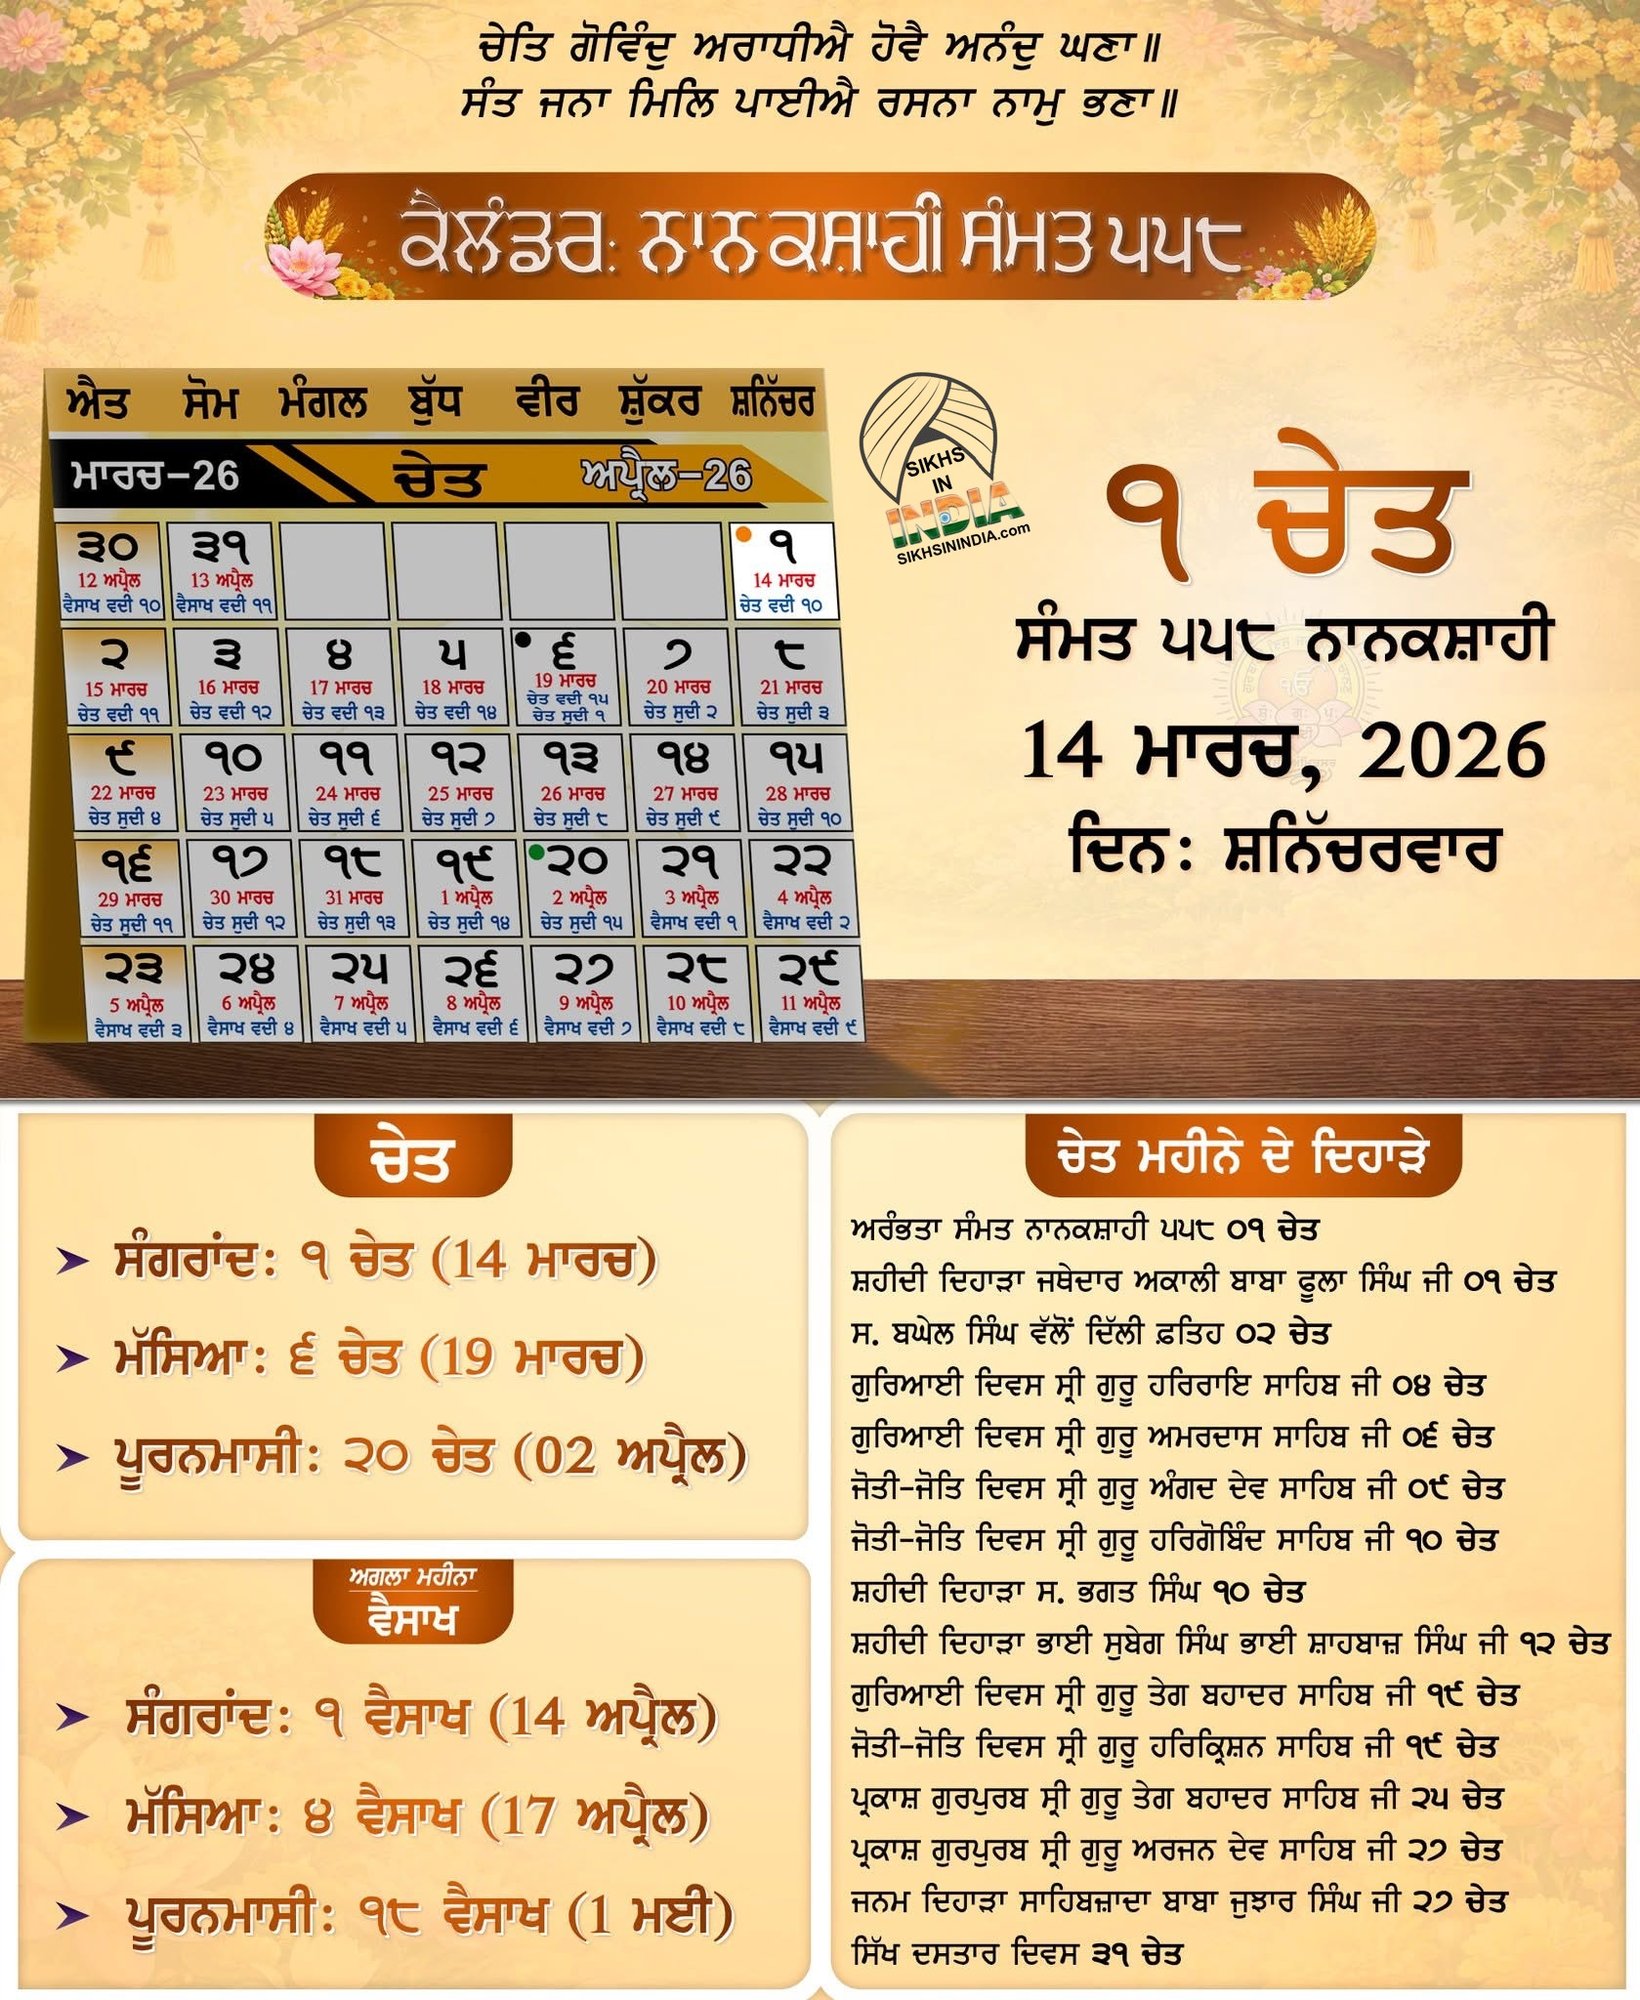 ਚੇਤਿ ਗੋਵਿੰਦੁ ਅਰਾਧੀਐ ਹੋਵੈ ਅਨੰਦੁ ਘਣਾ॥
ਸੰਤ ਜਨਾ ਮਿਲਿ ਪਾਈਐ ਰਸਨਾ ਨਾਮੁ ਭਣਾ॥
ਕੈਲੰਡਰ: ਨਾਨਕਸ਼ਾਹੀ ਸੰਮਤ ੫੫੮
ਐਤ ਸੋਮ ਮੰਗਲ ਬੁੱਧ ਵੀਰ ਸ਼ੁੱਕਰ ਸ਼ਨਿੱਚਰ
ਮਾਰਚ-26 ਚੇਤ ਅਪ੍ਰੈਲ-26
੩੦ ੩੧ ੧
12 ਅਪ੍ਰੈਲ 13 ਅਪ੍ਰੈਲ 14 ਮਾਰਚ
ਵੈਸਾਖ ਵਦੀ ੧੦ ਵੈਸਾਖ ਵਦੀ ੧੧ ਚੇਤ ਵਦੀ ੧੦
੨ ੩ ੪ ੫ ੬ ੭ ੮
15 ਮਾਰਚ 16 ਮਾਰਚ 17 ਮਾਰਚ 18 ਮਾਰਚ 19 ਮਾਰਚ 20 ਮਾਰਚ 21 ਮਾਰਚ
ਚੇਤ ਵਦੀ ੧੧ ਚੇਤ ਵਦੀ ੧੨ ਚੇਤ ਵਦੀ ੧੩ ਚੇਤ ਵਦੀ ੧੪ ਚੇਤ ਵਦੀ ੧੫ ਚੇਤ ਸੁਦੀ ੧ ਚੇਤ ਸੁਦੀ ੨ ਚੇਤ ਸੁਦੀ ੩
੯ ੧੦ ੧੧ ੧੨ ੧੩ ੧੪ ੧੫
22 ਮਾਰਚ 23 ਮਾਰਚ 24 ਮਾਰਚ 25 ਮਾਰਚ 26 ਮਾਰਚ 27 ਮਾਰਚ 28 ਮਾਰਚ
ਚੇਤ ਸੁਦੀ ੪ ਚੇਤ ਸੁਦੀ ੫ ਚੇਤ ਸੁਦੀ ੬ ਚੇਤ ਸੁਦੀ ੭ ਚੇਤ ਸੁਦੀ ੮ ਚੇਤ ਸੁਦੀ ੯ ਚੇਤ ਸੁਦੀ ੧੦
੧੬ ੧੭ ੧੮ ੧੯ ੨੦ ੨੧ ੨੨
29 ਮਾਰਚ 30 ਮਾਰਚ 31 ਮਾਰਚ 1 ਅਪ੍ਰੈਲ 2 ਅਪ੍ਰੈਲ 3 ਅਪ੍ਰੈਲ 4 ਅਪ੍ਰੈਲ
ਚੇਤ ਸੁਦੀ ੧੧ ਚੇਤ ਸੁਦੀ ੧੨ ਚੇਤ ਸੁਦੀ ੧੩ ਚੇਤ ਸੁਦੀ ੧੪ ਚੇਤ ਸੁਦੀ ੧੫ ਵੈਸਾਖ ਵਦੀ ੧ ਵੈਸਾਖ ਵਦੀ ੨
੨੩ ੨੪ ੨੫ ੨੬ ੨੭ ੨੮ ੨੯
5 ਅਪ੍ਰੈਲ 6 ਅਪ੍ਰੈਲ 7 ਅਪ੍ਰੈਲ 8 ਅਪ੍ਰੈਲ 9 ਅਪ੍ਰੈਲ 10 ਅਪ੍ਰੈਲ 11 ਅਪ੍ਰੈਲ
ਵੈਸਾਖ ਵਦੀ ੩ ਵੈਸਾਖ ਵਦੀ ੪ ਵੈਸਾਖ ਵਦੀ ੫ ਵੈਸਾਖ ਵਦੀ ੬ ਵੈਸਾਖ ਵਦੀ ੭ ਵੈਸਾਖ ਵਦੀ ੮ ਵੈਸਾਖ ਵਦੀ ੯
SIKHS
IN
INDIA
SIKHSININDIA.com
੧ ਚੇਤ
ਸੰਮਤ ੫੫੮ ਨਾਨਕਸ਼ਾਹੀ
14 ਮਾਰਚ, 2026
ਦਿਨ: ਸ਼ਨਿੱਚਰਵਾਰ
ਚੇਤ
ਸੰਗਰਾਂਦ: ੧ ਚੇਤ (14 ਮਾਰਚ)
ਮੱਸਿਆ: ੬ ਚੇਤ (19 ਮਾਰਚ)
ਪੂਰਨਮਾਸੀ: ੨੦ ਚੇਤ (02 ਅਪ੍ਰੈਲ)
ਅਗਲਾ ਮਹੀਨਾ
ਵੈਸਾਖ
ਸੰਗਰਾਂਦ: ੧ ਵੈਸਾਖ (14 ਅਪ੍ਰੈਲ)
ਮੱਸਿਆ: ੪ ਵੈਸਾਖ (17 ਅਪ੍ਰੈਲ)
ਪੂਰਨਮਾਸੀ: ੧੮ ਵੈਸਾਖ (1 ਮਈ)
ਚੇਤ ਮਹੀਨੇ ਦੇ ਦਿਹਾੜੇ
ਅਰੰਭਤਾ ਸੰਮਤ ਨਾਨਕਸ਼ਾਹੀ ੫੫੮ ੦੧ ਚੇਤ
ਸ਼ਹੀਦੀ ਦਿਹਾੜਾ ਜਥੇਦਾਰ ਅਕਾਲੀ ਬਾਬਾ ਫੂਲਾ ਸਿੰਘ ਜੀ ੦੧ ਚੇਤ
ਸ. ਬਘੇਲ ਸਿੰਘ ਵੱਲੋਂ ਦਿੱਲੀ ਫ਼ਤਿਹ ੦੨ ਚੇਤ
ਗੁਰਿਆਈ ਦਿਵਸ ਸ੍ਰੀ ਗੁਰੂ ਹਰਿਰਾਇ ਸਾਹਿਬ ਜੀ ੦੪ ਚੇਤ
ਗੁਰਿਆਈ ਦਿਵਸ ਸ੍ਰੀ ਗੁਰੂ ਅਮਰਦਾਸ ਸਾਹਿਬ ਜੀ ੦੬ ਚੇਤ
ਜੋਤੀ-ਜੋਤਿ ਦਿਵਸ ਸ੍ਰੀ ਗੁਰੂ ਅੰਗਦ ਦੇਵ ਸਾਹਿਬ ਜੀ ੦੯ ਚੇਤ
ਜੋਤੀ-ਜੋਤਿ ਦਿਵਸ ਸ੍ਰੀ ਗੁਰੂ ਹਰਿਗੋਬਿੰਦ ਸਾਹਿਬ ਜੀ ੧੦ ਚੇਤ
ਸ਼ਹੀਦੀ ਦਿਹਾੜਾ ਸ. ਭਗਤ ਸਿੰਘ ੧੦ ਚੇਤ
ਸ਼ਹੀਦੀ ਦਿਹਾੜਾ ਭਾਈ ਸੁਬੇਗ ਸਿੰਘ ਭਾਈ ਸ਼ਾਹਬਾਜ਼ ਸਿੰਘ ਜੀ ੧੨ ਚੇਤ
ਗੁਰਿਆਈ ਦਿਵਸ ਸ੍ਰੀ ਗੁਰੂ ਤੇਗ ਬਹਾਦਰ ਸਾਹਿਬ ਜੀ ੧੯ ਚੇਤ
ਜੋਤੀ-ਜੋਤਿ ਦਿਵਸ ਸ੍ਰੀ ਗੁਰੂ ਹਰਿਕ੍ਰਿਸ਼ਨ ਸਾਹਿਬ ਜੀ ੧੯ ਚੇਤ
ਪ੍ਰਕਾਸ਼ ਗੁਰਪੁਰਬ ਸ੍ਰੀ ਗੁਰੂ ਤੇਗ ਬਹਾਦਰ ਸਾਹਿਬ ਜੀ ੨੫ ਚੇਤ
ਪ੍ਰਕਾਸ਼ ਗੁਰਪੁਰਬ ਸ੍ਰੀ ਗੁਰੂ ਅਰਜਨ ਦੇਵ ਸਾਹਿਬ ਜੀ ੨੭ ਚੇਤ
ਜਨਮ ਦਿਹਾੜਾ ਸਾਹਿਬਜ਼ਾਦਾ ਬਾਬਾ ਜੁਝਾਰ ਸਿੰਘ ਜੀ ੨੭ ਚੇਤ
ਸਿੱਖ ਦਸਤਾਰ ਦਿਵਸ ੩੧ ਚੇਤ